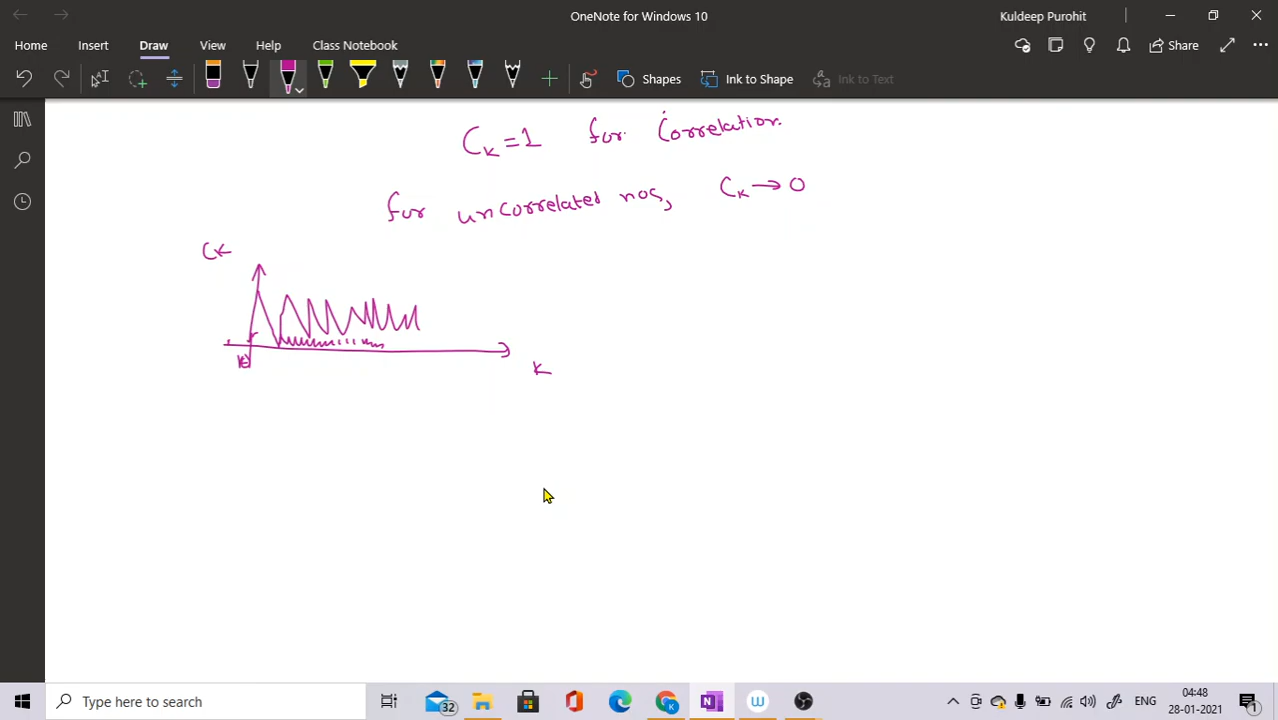 OneNote for Windows 10
Kuldeep Purohit
Home Insert Draw View Help Class Notebook
Share
Shapes Ink to Shape Ink to Text
Ck = 1 for Correlation.
for uncorrelated nos, Ck → 0
CK
K
Type here to search
32
W
ENG
04:48
28-01-2021
1